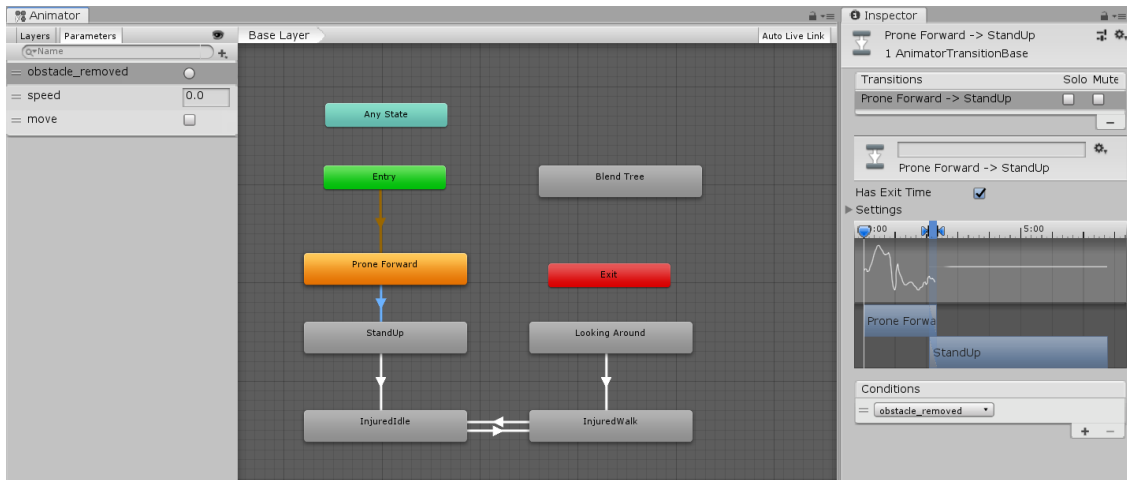 Animator
Layers
Parameters
Name
obstacle_removed
speed
0.0
move
Base Layer
Auto Live Link
Any State
Entry
Blend Tree
Prone Forward
Exit
StandUp
Looking Around
InjuredIdle
InjuredWalk
Inspector
Prone Forward -> StandUp
1 AnimatorTransitionBase
Transitions
Solo Mute
Prone Forward -> StandUp
Prone Forward -> StandUp
Has Exit Time
Settings
:00
5:00
Prone Forwa
StandUp
Conditions
obstacle_removed